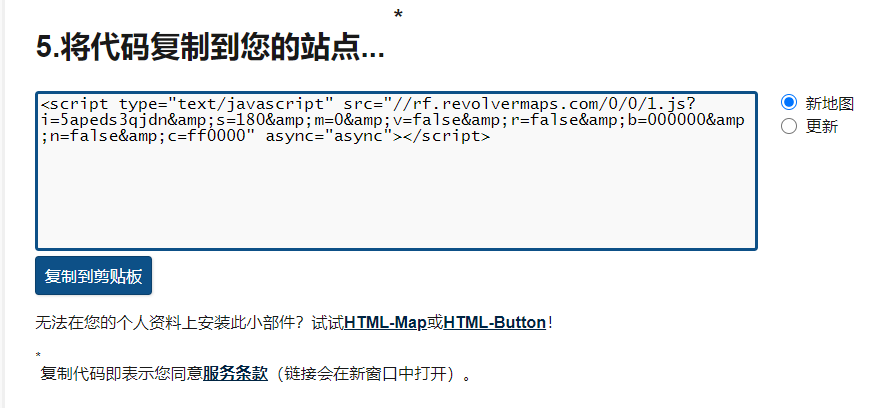 5.将代码复制到您的站点... *
<script type="text/javascript" src="//rf.revolvermaps.com/0/0/1.js?
i=5apeds3qjdn&amp;s=180&amp;m=0&amp;v=false&amp;r=false&amp;b=000000&amp
;n=false&amp;c=ff0000" async="async"></script>
新地图
更新
复制到剪贴板
无法在您的个人资料上安装此小部件？试试HTML-Map或HTML-Button！
*
复制代码即表示您同意服务条款（链接会在新窗口中打开）。